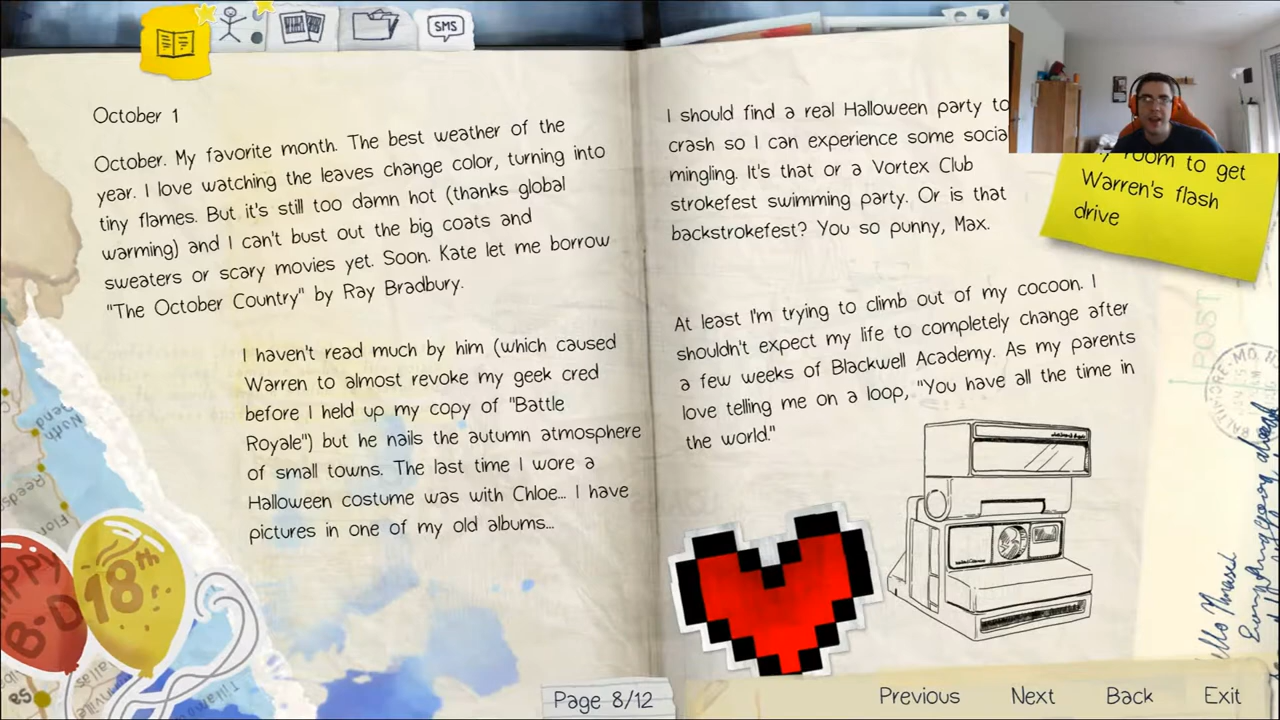 SMS
October 1
October. My favorite month. The best weather of the
year. I love watching the leaves change color, turning into
tiny flames. But it's still too damn hot (thanks global
warming) and I can't bust out the big coats and
sweaters or scary movies yet. Soon. Kate let me borrow
"The October Country" by Ray Bradbury.
I haven't read much by him (which caused
Warren to almost revoke my geek cred
before I held up my copy of "Battle
Royale") but he nails the autumn atmosphere
of small towns. The last time I wore a
Halloween costume was with Chloe... I have
pictures in one of my old albums...
HAPPY
B-D
18th
I should find a real Halloween party to
crash so I can experience some social
mingling. It's that or a Vortex Club
strokefest swimming party. Or is that
backstrokefest? You so punny, Max.
At least I'm trying to climb out of my cocoon. I
shouldn't expect my life to completely change after
a few weeks of Blackwell Academy. As my parents
love telling me on a loop, "You have all the time in
the world."
room to get
Warren's flash
drive
POST
Page 8/12
Previous
Next
Back
Exit